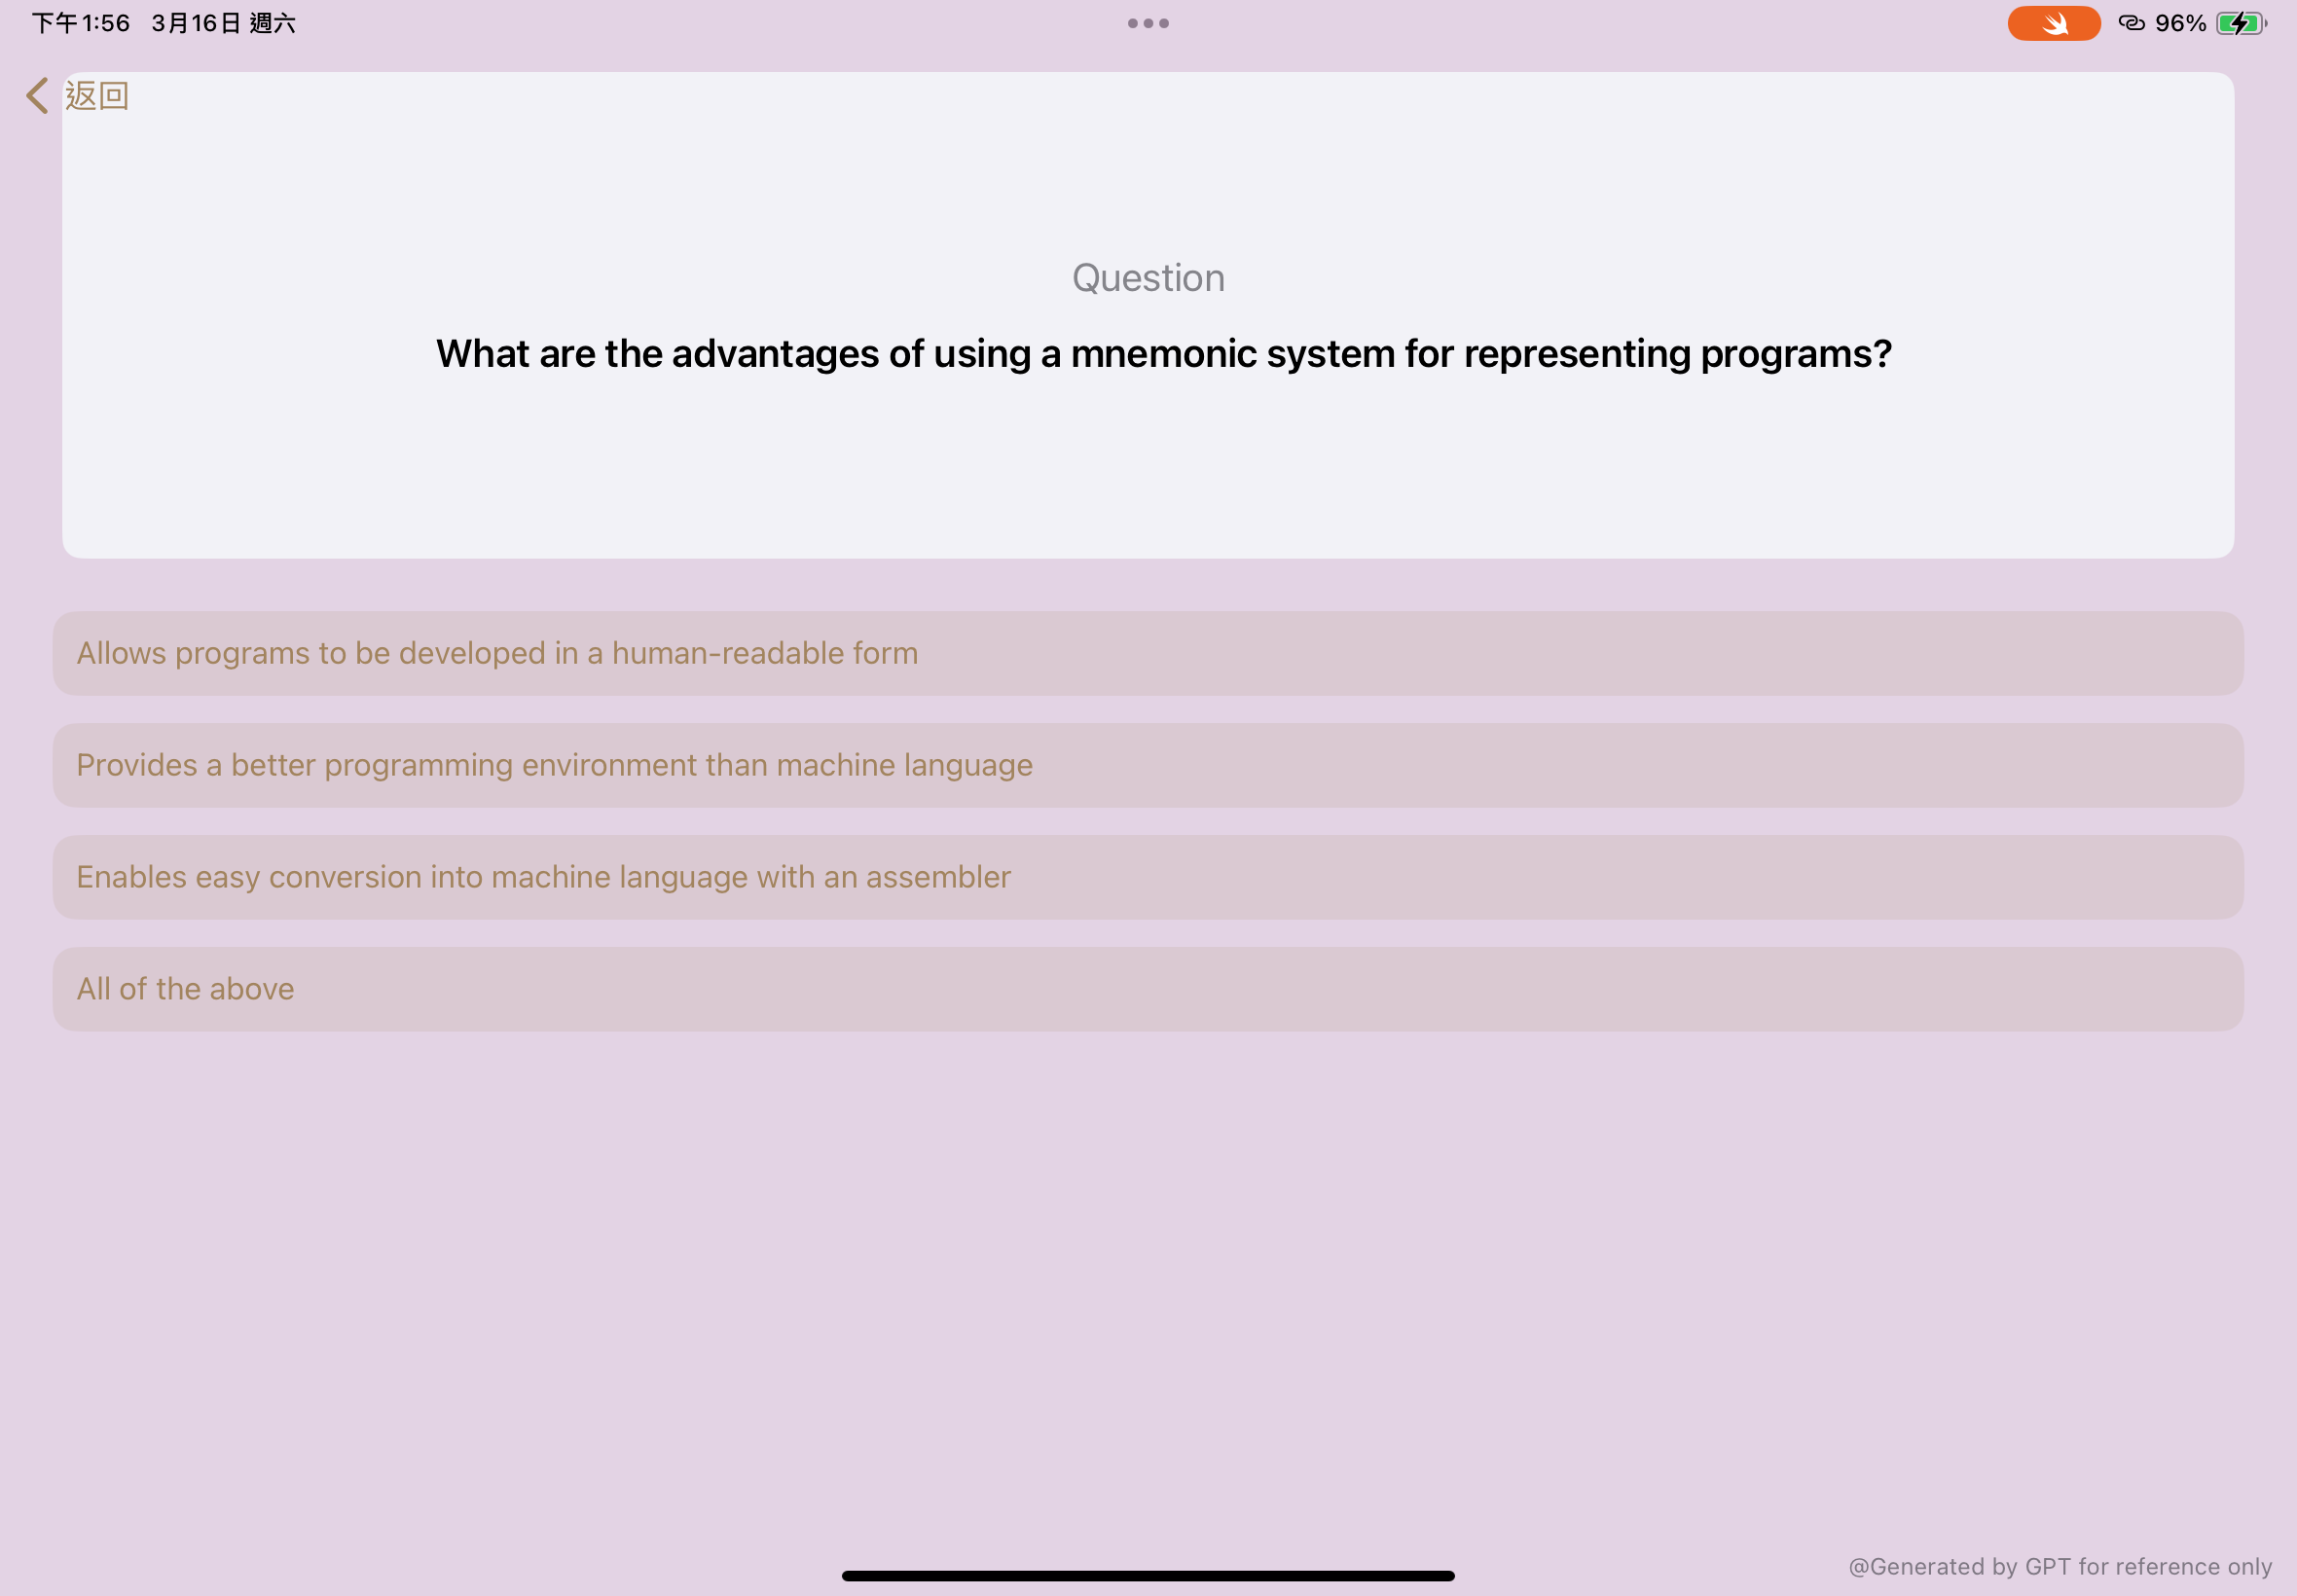 下午1:56 3月16日 週六
96%
返回
Question
What are the advantages of using a mnemonic system for representing programs?
Allows programs to be developed in a human-readable form
Provides a better programming environment than machine language
Enables easy conversion into machine language with an assembler
All of the above
@Generated by GPT for reference only